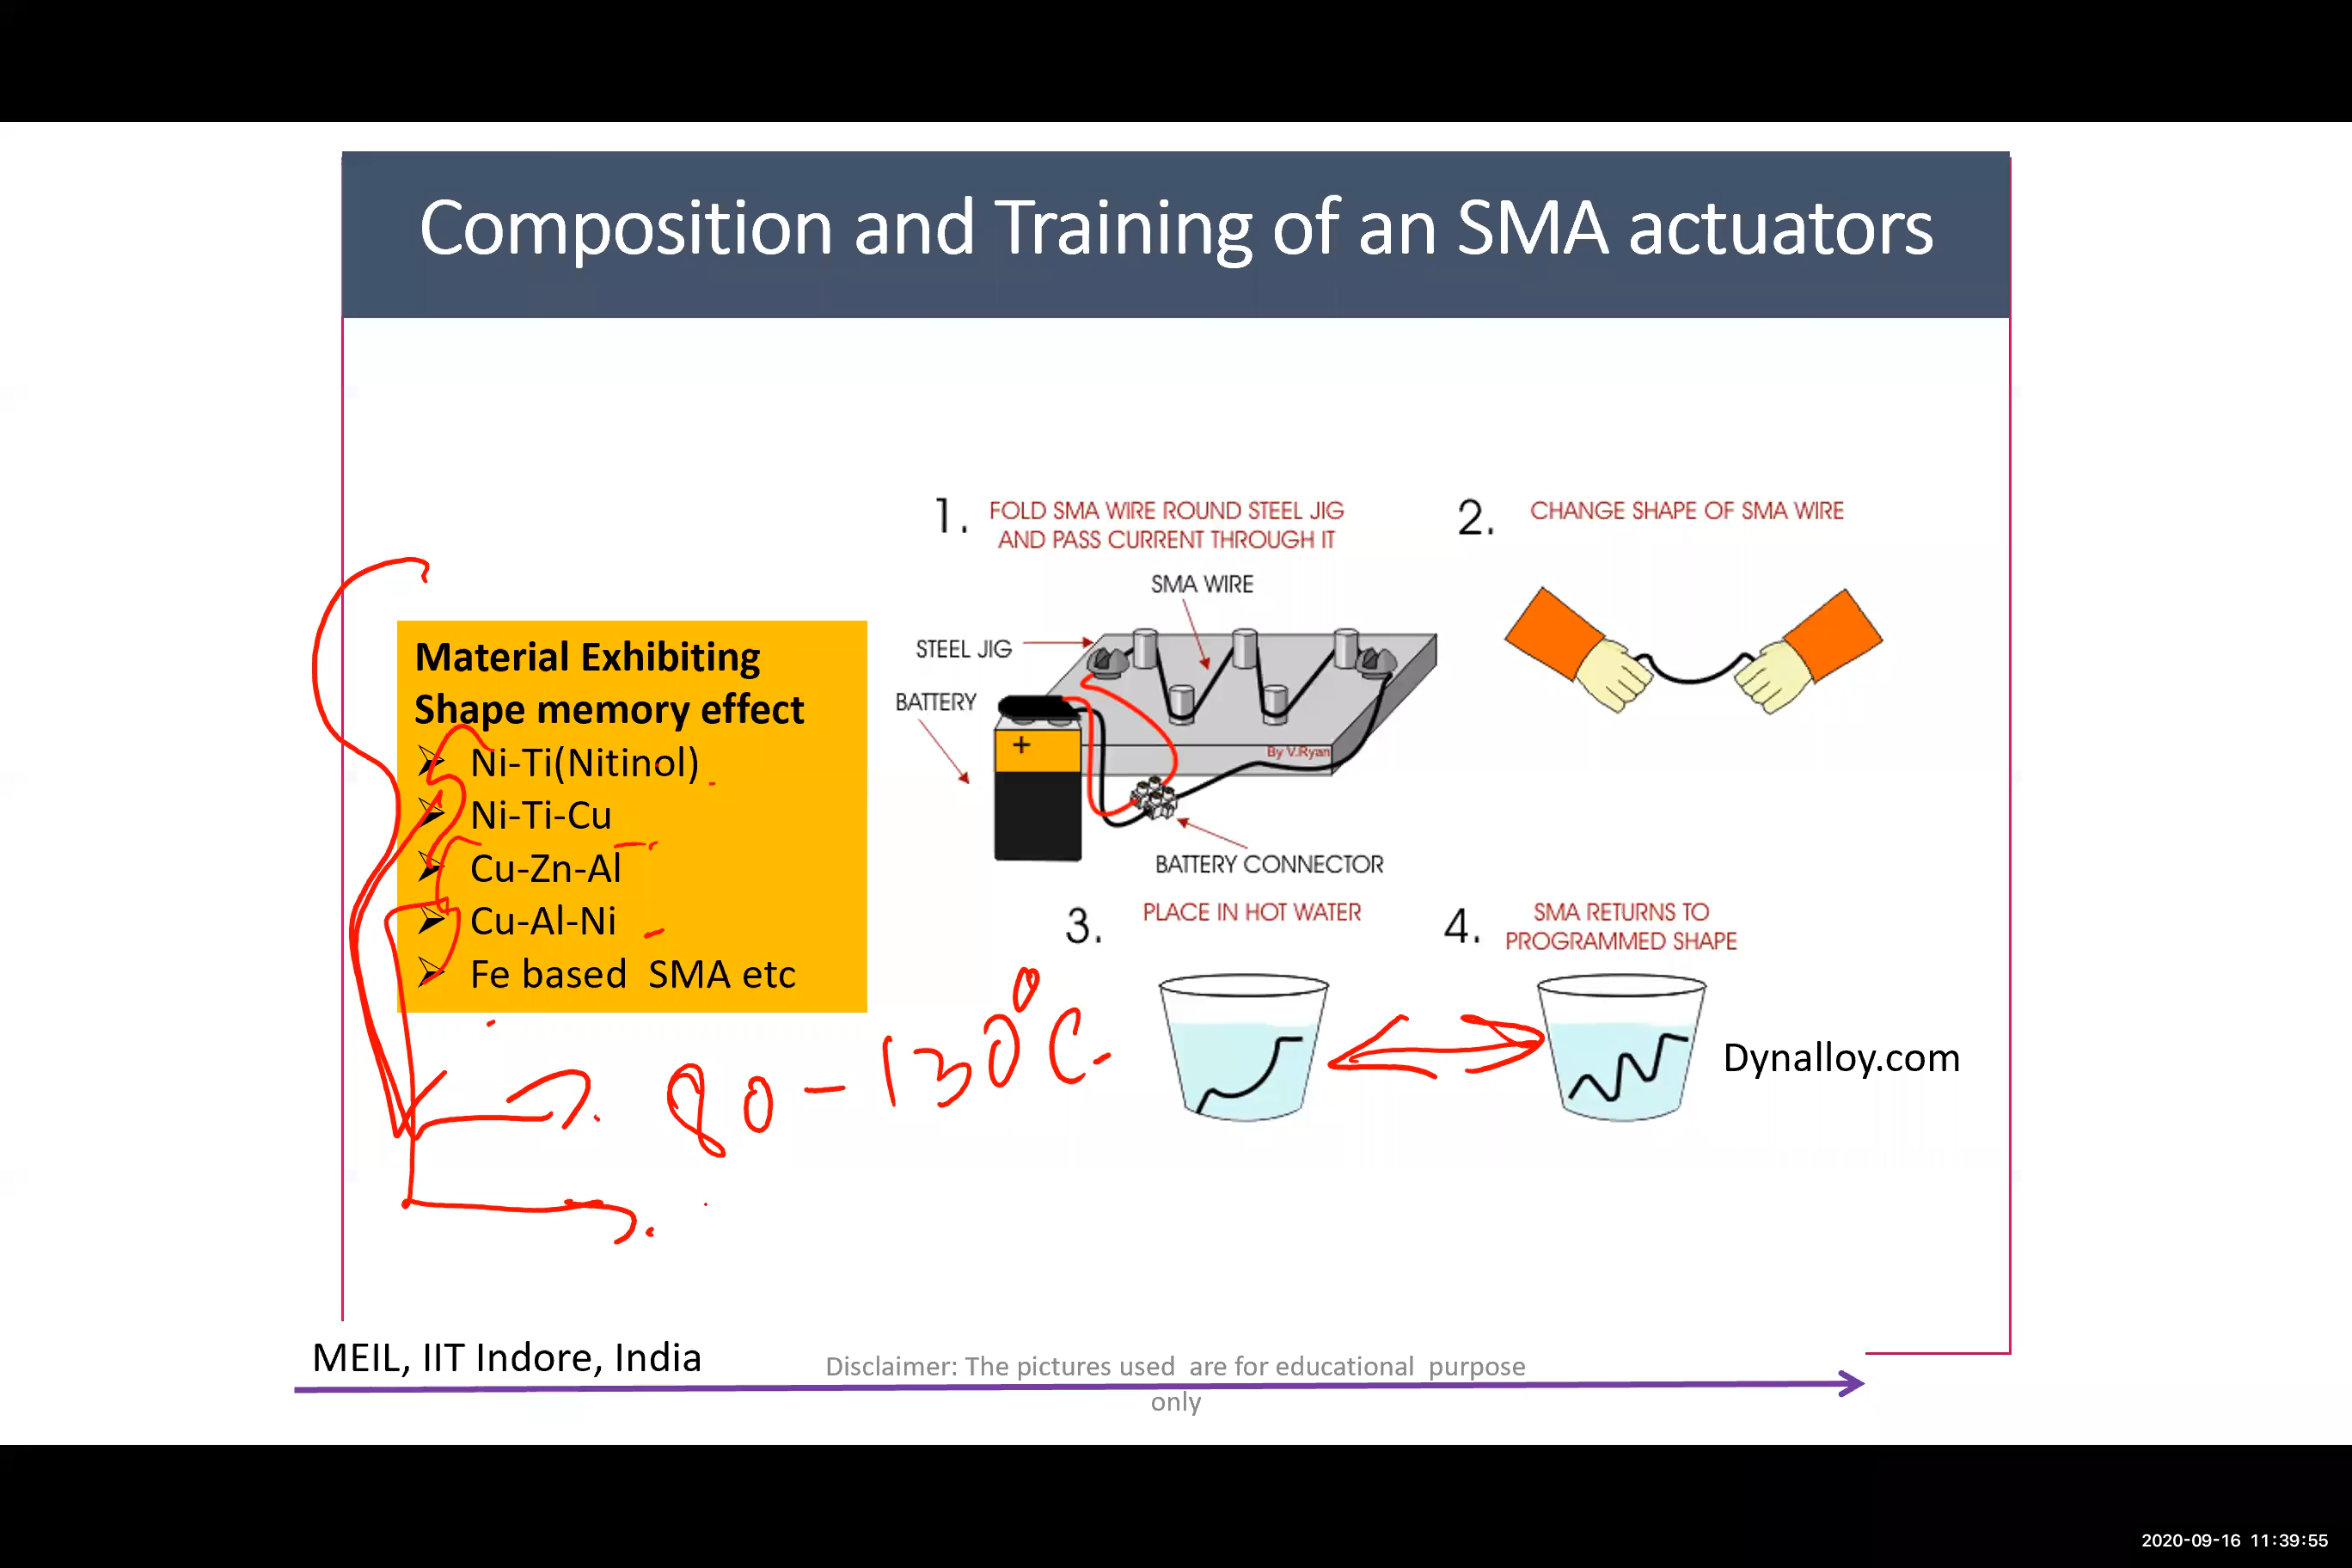 Composition and Training of an SMA actuators
Material Exhibiting
Shape memory effect
Ni-Ti(Nitinol)
Ni-Ti-Cu
Cu-Zn-Al
Cu-Al-Ni
Fe based SMA etc
1. FOLD SMA WIRE ROUND STEEL JIG
AND PASS CURRENT THROUGH IT
SMA WIRE
STEEL JIG
BATTERY
+
By V.Ryan
BATTERY CONNECTOR
2. CHANGE SHAPE OF SMA WIRE
3. PLACE IN HOT WATER
4. SMA RETURNS TO
PROGRAMMED SHAPE
80-130°C.
Dynalloy.com
MEIL, IIT Indore, India
Disclaimer: The pictures used are for educational purpose
only
2020-09-16 11:39:55